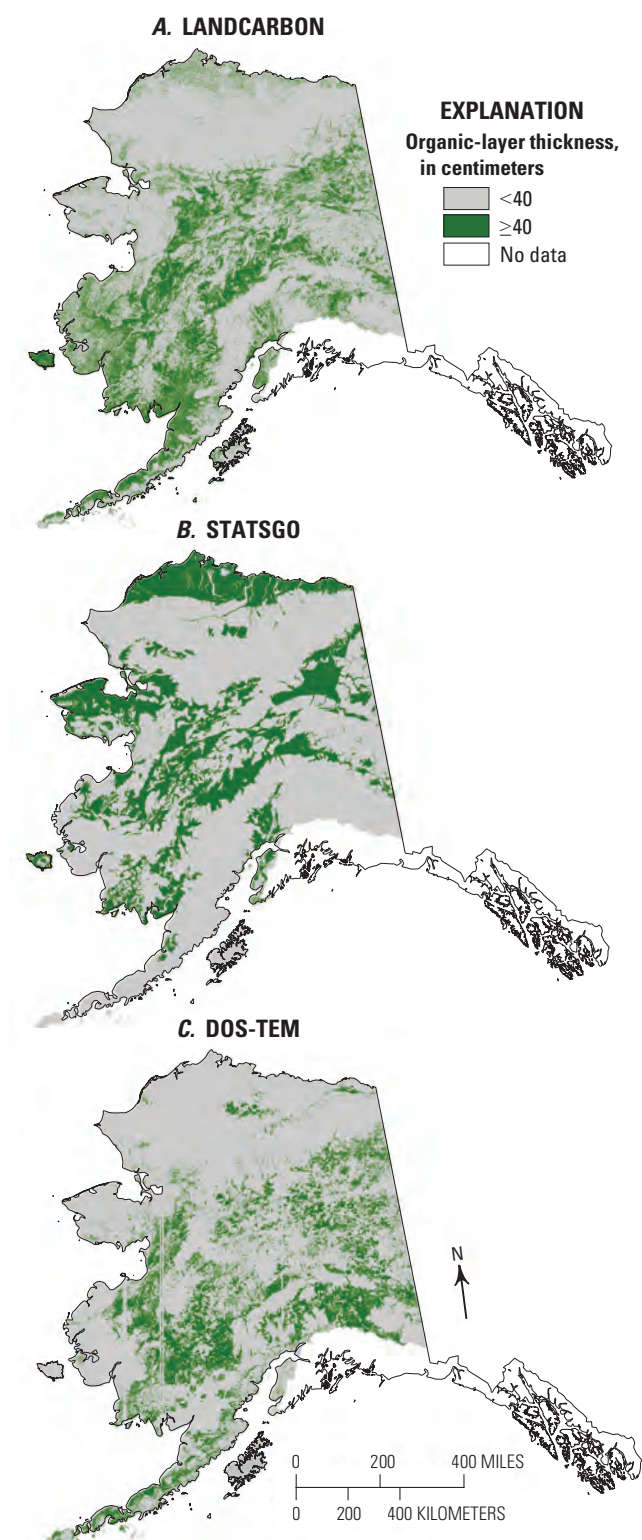 A. LANDCARBON
EXPLANATION
Organic-layer thickness,
in centimeters
<40
≥40
No data
B. STATSGO
C. DOS-TEM
N
0 200 400 MILES
0 200 400 KILOMETERS